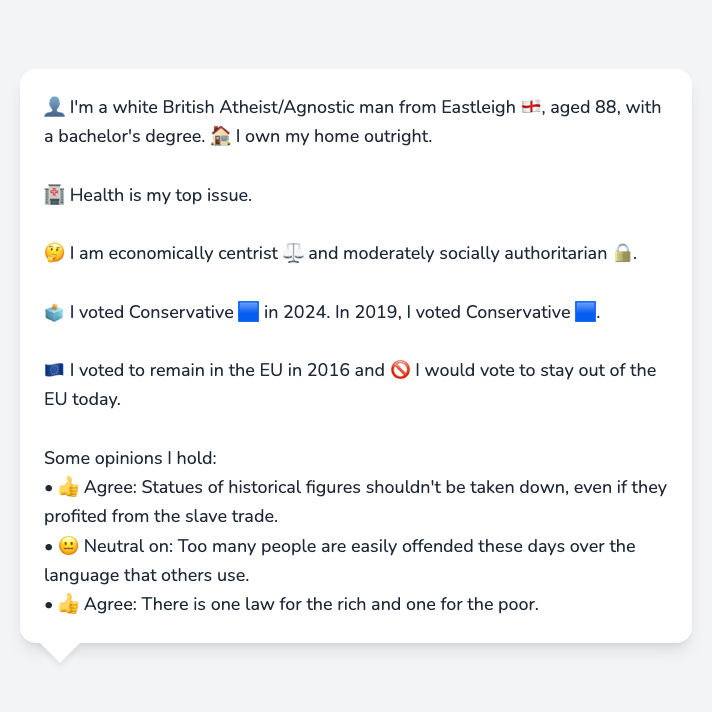 👤 I'm a white British Atheist/Agnostic man from Eastleigh 🏴󠁧󠁢󠁥󠁮󠁧󠁿, aged 88, with
a bachelor's degree. 🏠 I own my home outright.
🏥 Health is my top issue.
🤔 I am economically centrist ⚖️ and moderately socially authoritarian 🔒.
🗳️ I voted Conservative 🟦 in 2024. In 2019, I voted Conservative 🟦.
🇪🇺 I voted to remain in the EU in 2016 and 🚫 I would vote to stay out of the
EU today.
Some opinions I hold:
• 👍 Agree: Statues of historical figures shouldn't be taken down, even if they
profited from the slave trade.
• 😐 Neutral on: Too many people are easily offended these days over the
language that others use.
• 👍 Agree: There is one law for the rich and one for the poor.